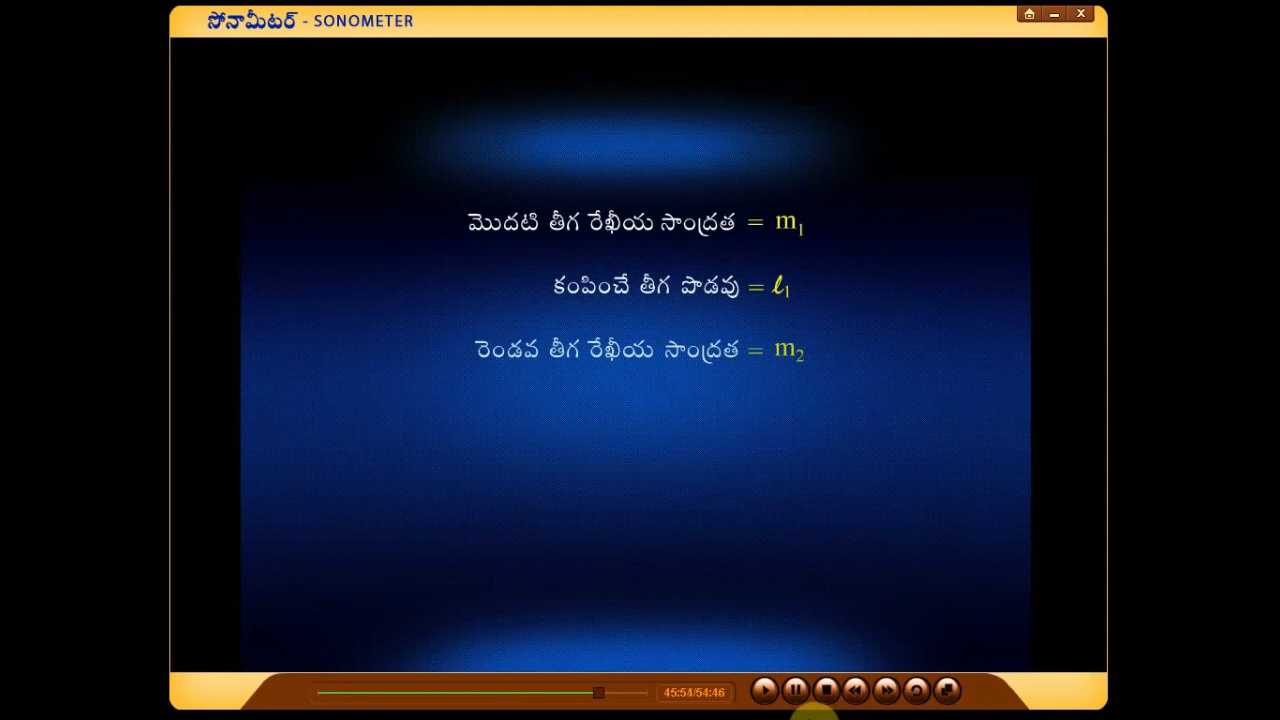 సోనామీటర్ - SONOMETER
మొదటి తీగ రేఖీయ సాంద్రత = m₁
కంపించే తీగ పొడవు = ℓ₁
రెండవ తీగ రేఖీయ సాంద్రత = m₂
45:54/54:46